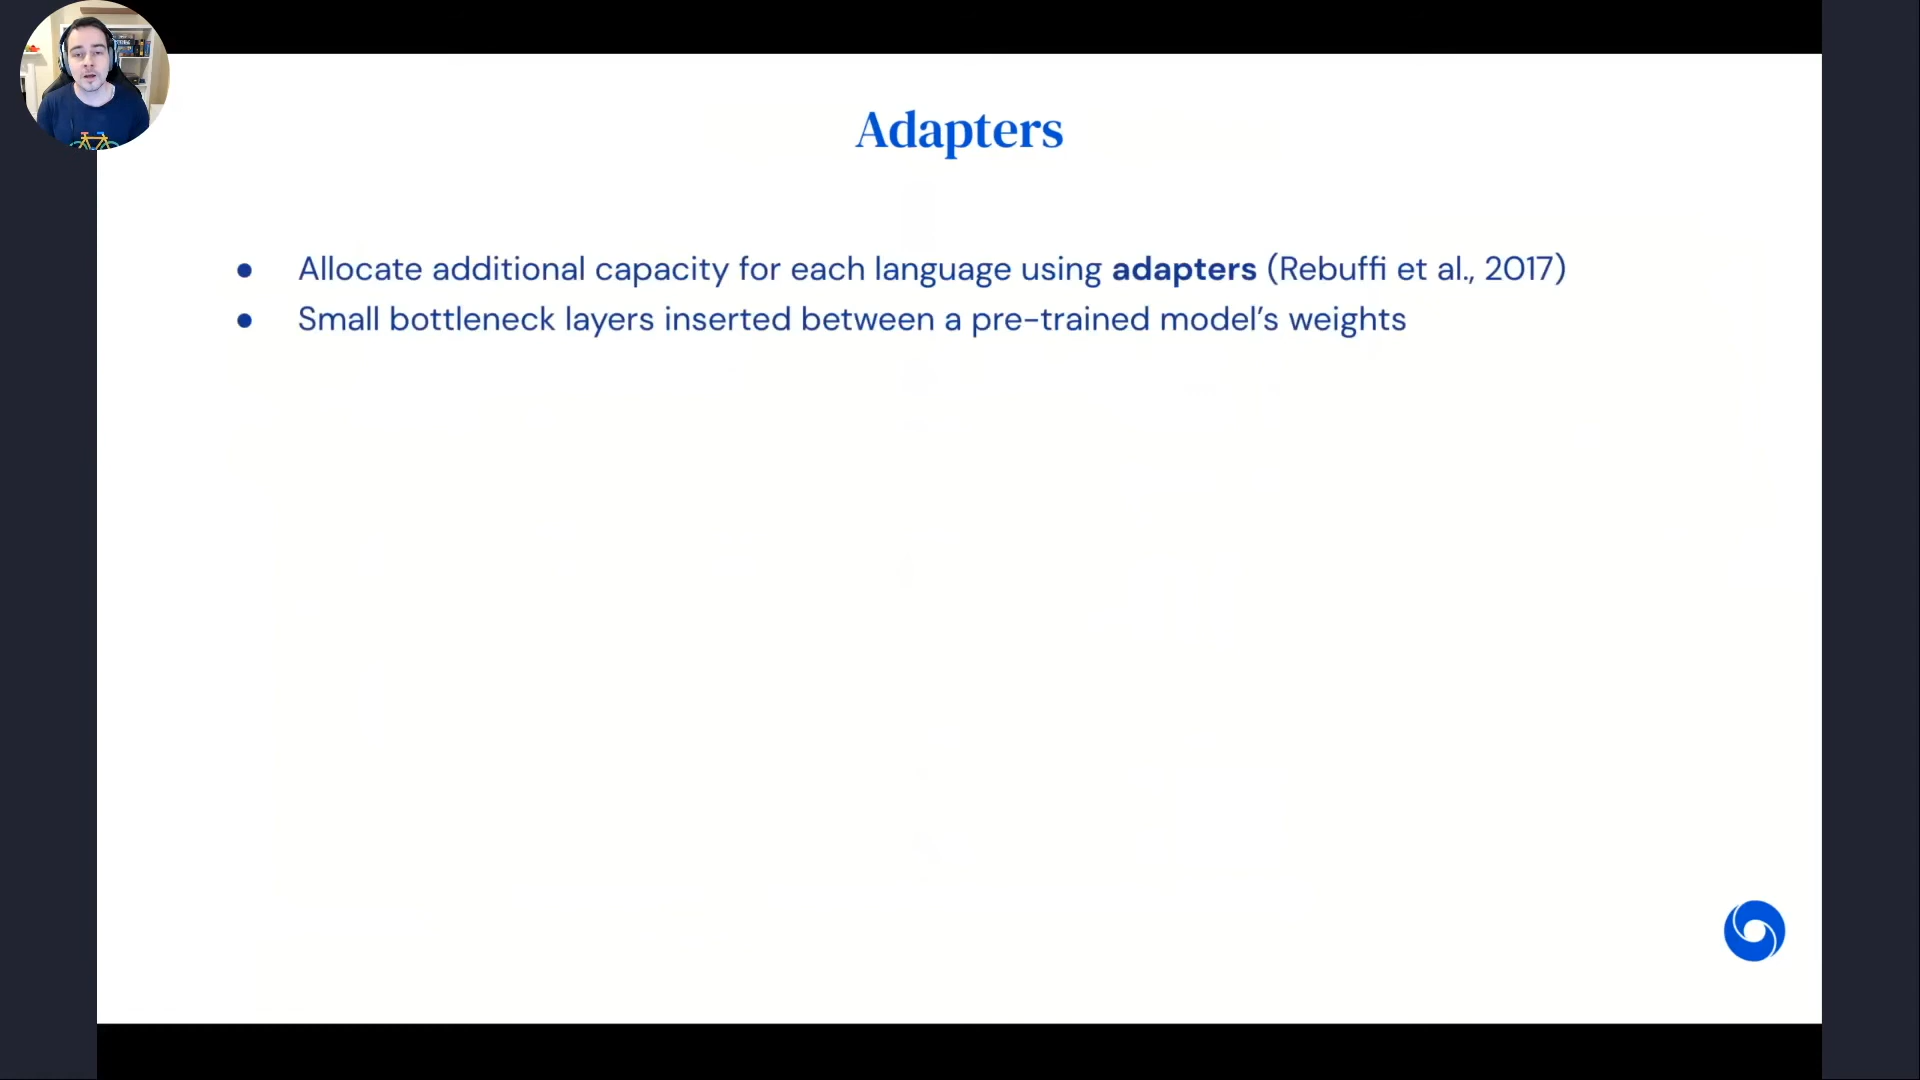 Adapters
● Allocate additional capacity for each language using adapters (Rebuffi et al., 2017)
● Small bottleneck layers inserted between a pre-trained model’s weights